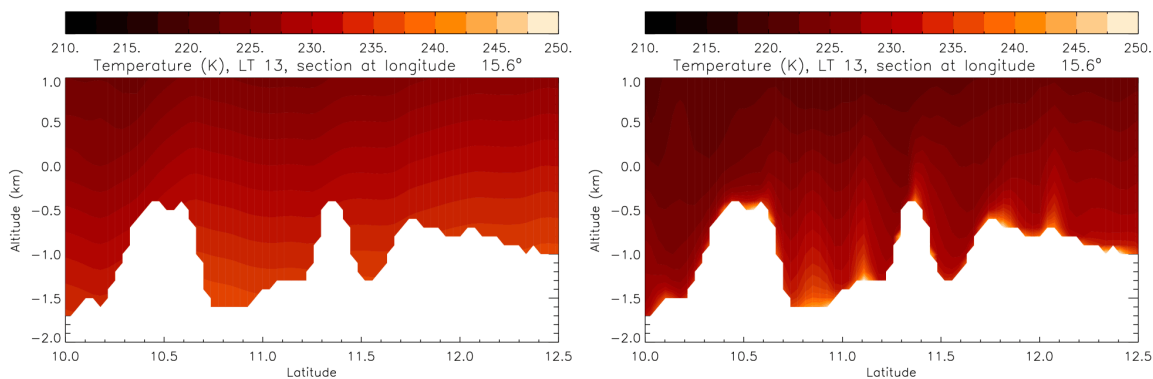 210. 215. 220. 225. 230. 235. 240. 245. 250.
Temperature (K), LT 13, section at longitude 15.6°
1.0
0.5
0.0
−0.5
−1.0
−1.5
−2.0
Altitude (km)
10.0 10.5 11.0 11.5 12.0 12.5
Latitude
210. 215. 220. 225. 230. 235. 240. 245. 250.
Temperature (K), LT 13, section at longitude 15.6°
1.0
0.5
0.0
−0.5
−1.0
−1.5
−2.0
Altitude (km)
10.0 10.5 11.0 11.5 12.0 12.5
Latitude